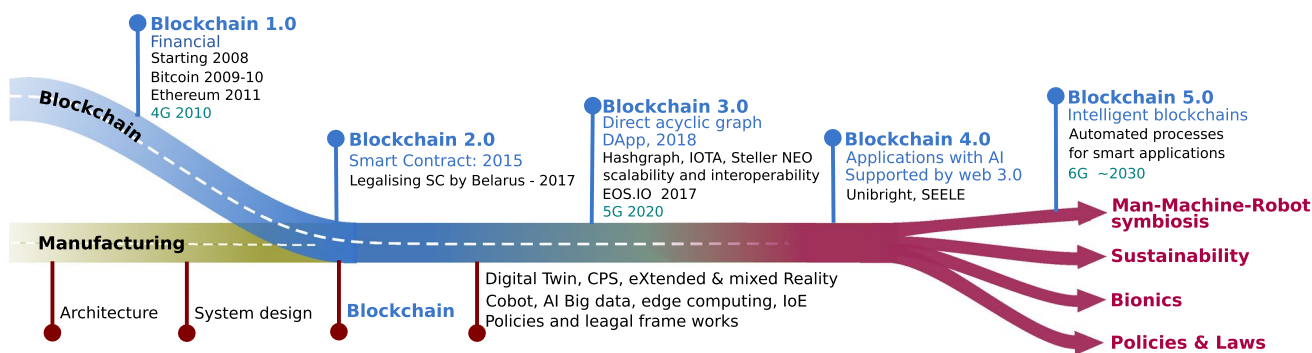 Blockchain 1.0
Financial
Starting 2008
Bitcoin 2009-10
Ethereum 2011
4G 2010
Blockchain
Blockchain 2.0
Smart Contract: 2015
Legalising SC by Belarus - 2017
Blockchain 3.0
Direct acyclic graph
DApp, 2018
Hashgraph, IOTA, Steller NEO
scalability and interoperability
EOS.IO 2017
5G 2020
Blockchain 4.0
Applications with AI
Supported by web 3.0
Unibright, SEELE
Blockchain 5.0
Intelligent blockchains
Automated processes
for smart applications
6G ~2030
Manufacturing
Architecture
System design
Blockchain
Digital Twin, CPS, eXtended & mixed Reality
Cobot, AI Big data, edge computing, IoE
Policies and leagal frame works
Man-Machine-Robot
symbiosis
Sustainability
Bionics
Policies & Laws